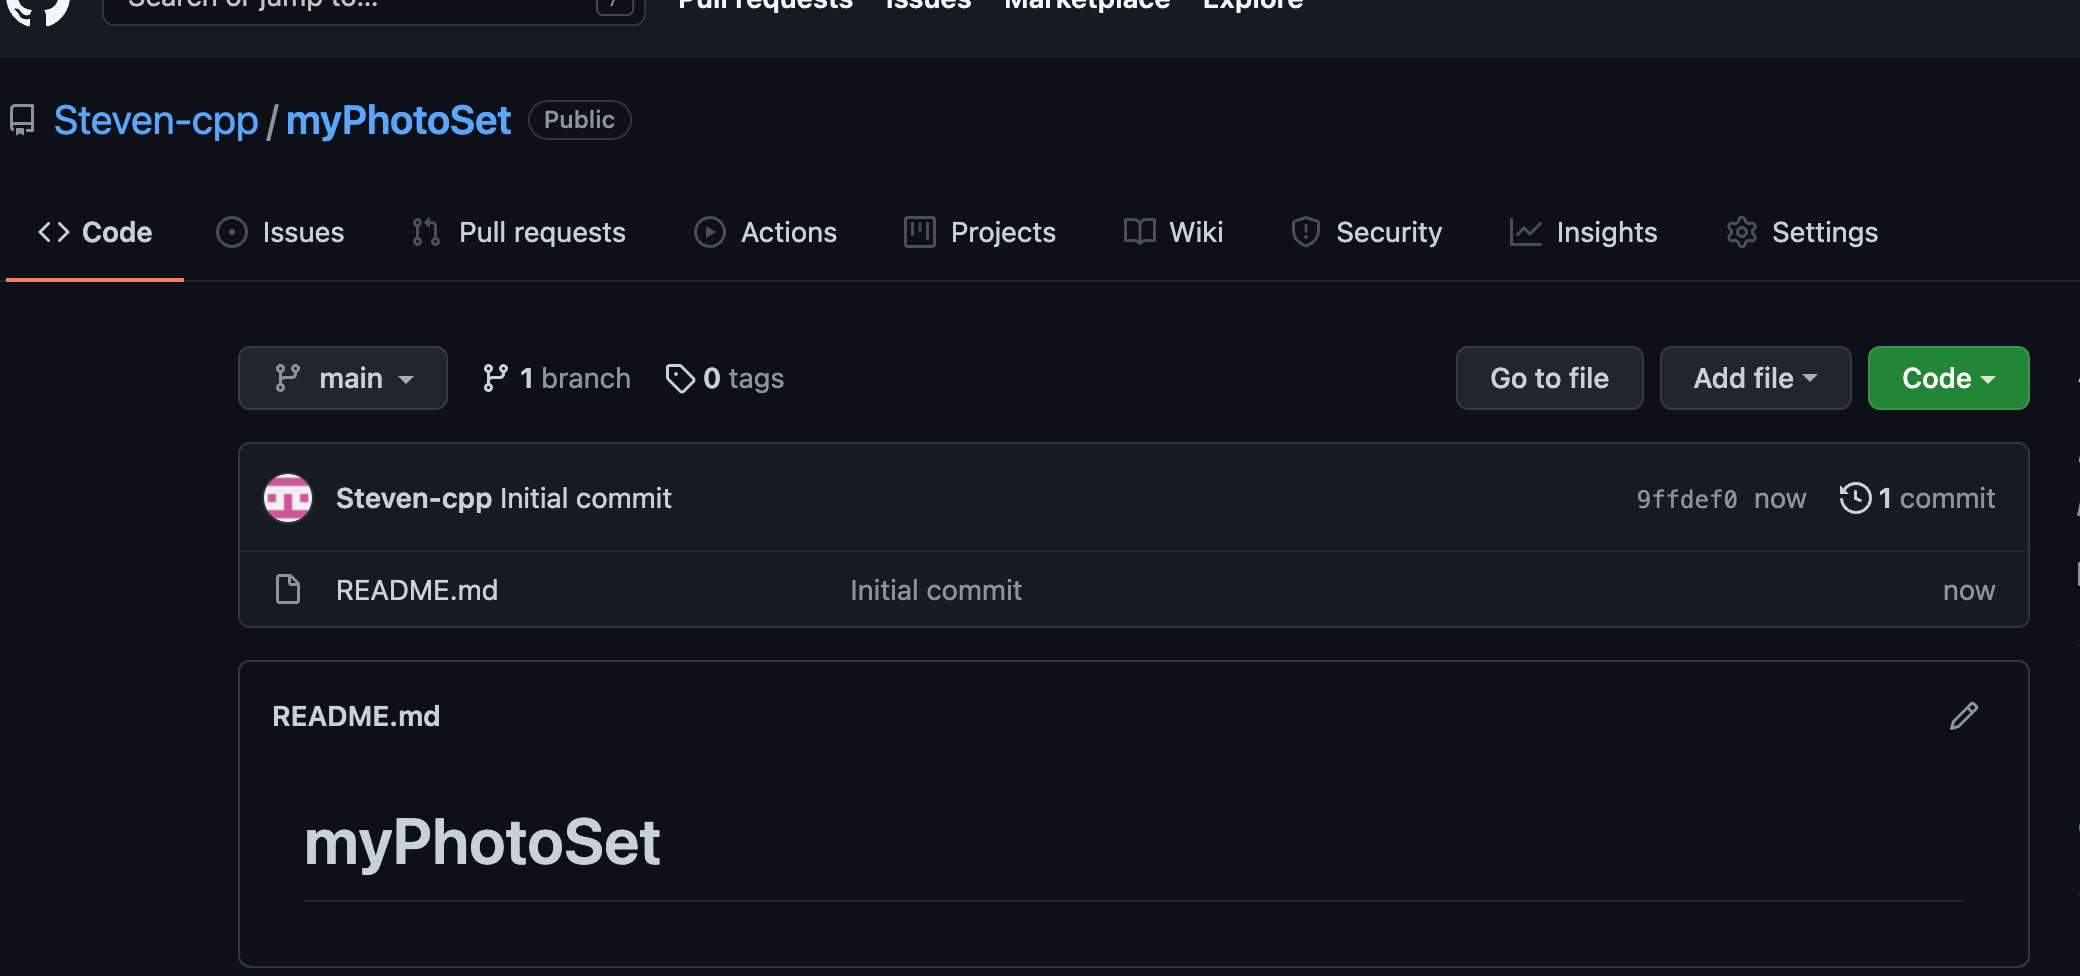 Search or jump to... /
Pull requests Issues Marketplace Explore
Steven-cpp / myPhotoSet Public
Code Issues Pull requests Actions Projects Wiki Security Insights Settings
main 1 branch 0 tags Go to file Add file Code
Steven-cpp Initial commit 9ffdef0 now 1 commit
README.md Initial commit now
README.md
myPhotoSet